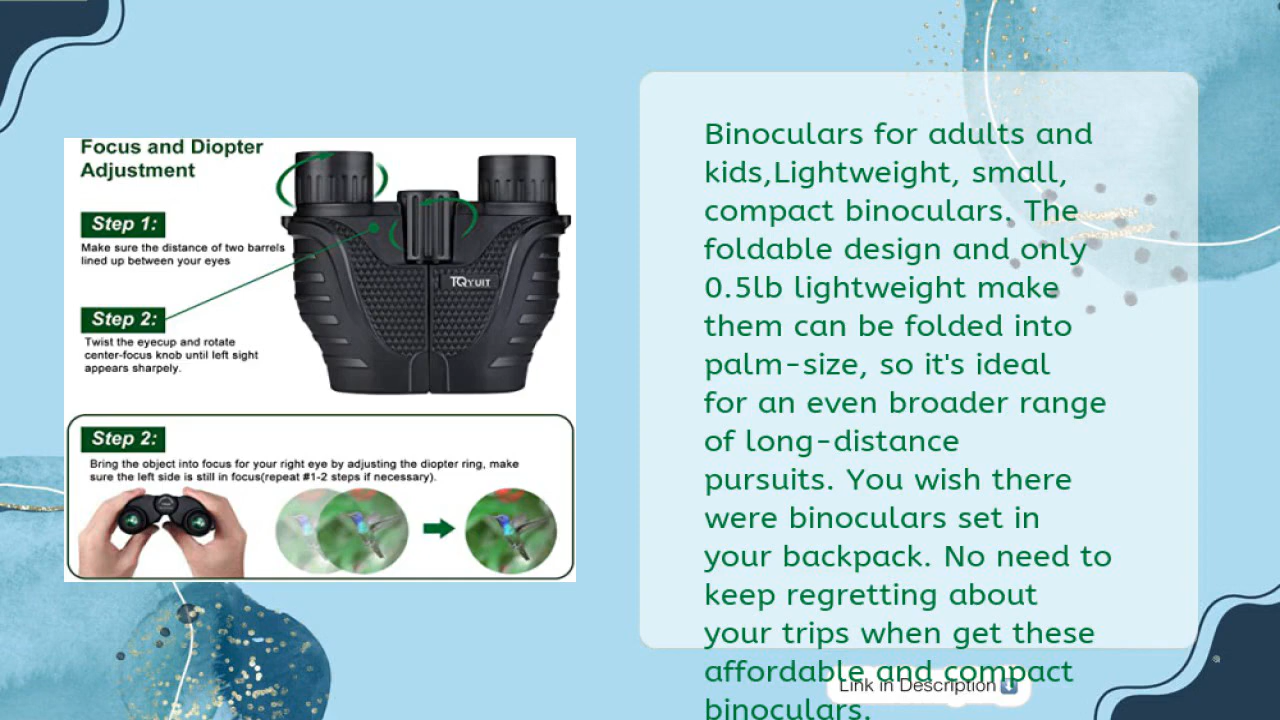 Focus and Diopter
Adjustment
Step 1:
Make sure the distance of two barrels
lined up between your eyes
Step 2:
Twist the eyecup and rotate
center-focus knob until left sight
appears sharpely.
TQYUIT
Step 2:
Bring the object into focus for your right eye by adjusting the diopter ring, make
sure the left side is still in focus(repeat #1-2 steps if necessary).
Binoculars for adults and
kids,Lightweight, small,
compact binoculars. The
foldable design and only
0.5lb lightweight make
them can be folded into
palm-size, so it's ideal
for an even broader range
of long-distance
pursuits. You wish there
were binoculars set in
your backpack. No need to
keep regretting about
your trips when get these
affordable and compact
binoculars.
Link in Description